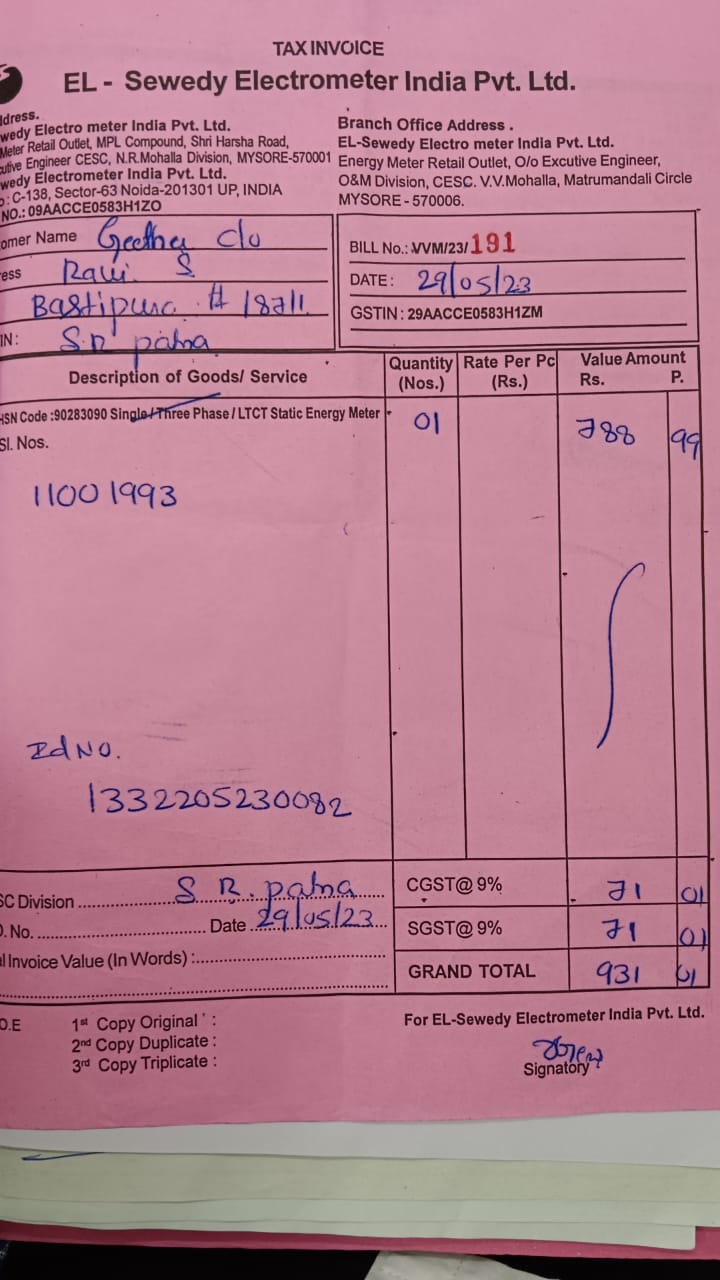 TAX INVOICE
EL - Sewedy Electrometer India Pvt. Ltd.
dress.
wedy Electro meter India Pvt. Ltd.
Meter Retail Outlet, MPL Compound, Shri Harsha Road,
utive Engineer CESC, N.R.Mohalla Division, MYSORE-570001
wedy Electrometer India Pvt. Ltd.
: C-138, Sector-63 Noida-201301 UP, INDIA
NO.: 09AACCE0583H1ZO
Branch Office Address .
EL-Sewedy Electro meter India Pvt. Ltd.
Energy Meter Retail Outlet, O/o Excutive Engineer,
O&M Division, CESC. V.V.Mohalla, Matrumandali Circle
MYSORE - 570006.
omer Name Geetha c/o
ess Ravi S
Bastipura # 187/1
IN: S.R patna
BILL No.: VVM/23/191
DATE: 29/05/23
GSTIN : 29AACCE0583H1ZM
Description of Goods/ Service Quantity (Nos.) Rate Per Pc (Rs.) Value Amount Rs. P.
HSN Code :90283090 Single / Three Phase / LTCT Static Energy Meter 01 788 99
Sl. Nos.
11001993
Id NO.
1332205230082
SC Division S R. patna CGST@ 9% 71 01
O. No. Date 29/05/23 SGST@ 9% 71 01
l Invoice Value (In Words) : GRAND TOTAL 931 01
O.E 1st Copy Original :
2nd Copy Duplicate :
3rd Copy Triplicate :
For EL-Sewedy Electrometer India Pvt. Ltd.
Signatory